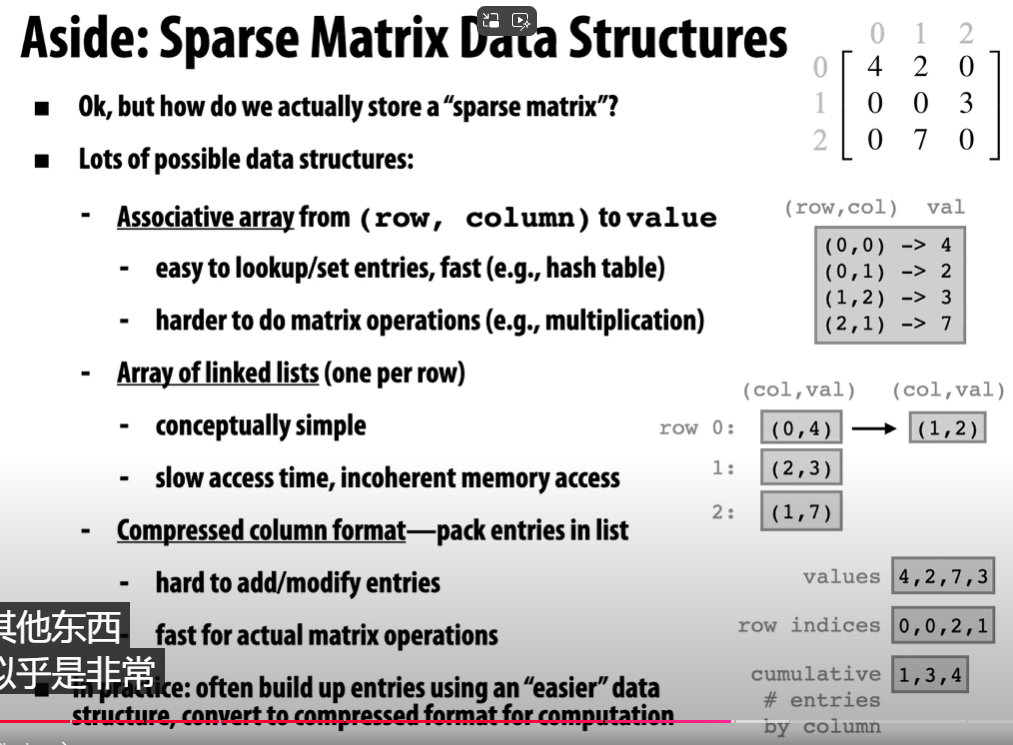 Aside: Sparse Matrix Data Structures
0 1 2
0 4 2 0
1 0 0 3
2 0 7 0
■ Ok, but how do we actually store a “sparse matrix”?
■ Lots of possible data structures:
- Associative array from (row, column) to value
- easy to lookup/set entries, fast (e.g., hash table)
- harder to do matrix operations (e.g., multiplication)
(row,col) val
(0,0) -> 4
(0,1) -> 2
(1,2) -> 3
(2,1) -> 7
- Array of linked lists (one per row)
- conceptually simple
- slow access time, incoherent memory access
(col,val) (col,val)
row 0: (0,4) (1,2)
1: (2,3)
2: (1,7)
- Compressed column format—pack entries in list
- hard to add/modify entries
- fast for actual matrix operations
values 4,2,7,3
row indices 0,0,2,1
cumulative 1,3,4
# entries
by column
其他东西
似乎是非常
■ In practice: often build up entries using an “easier” data
structure, convert to compressed format for computation